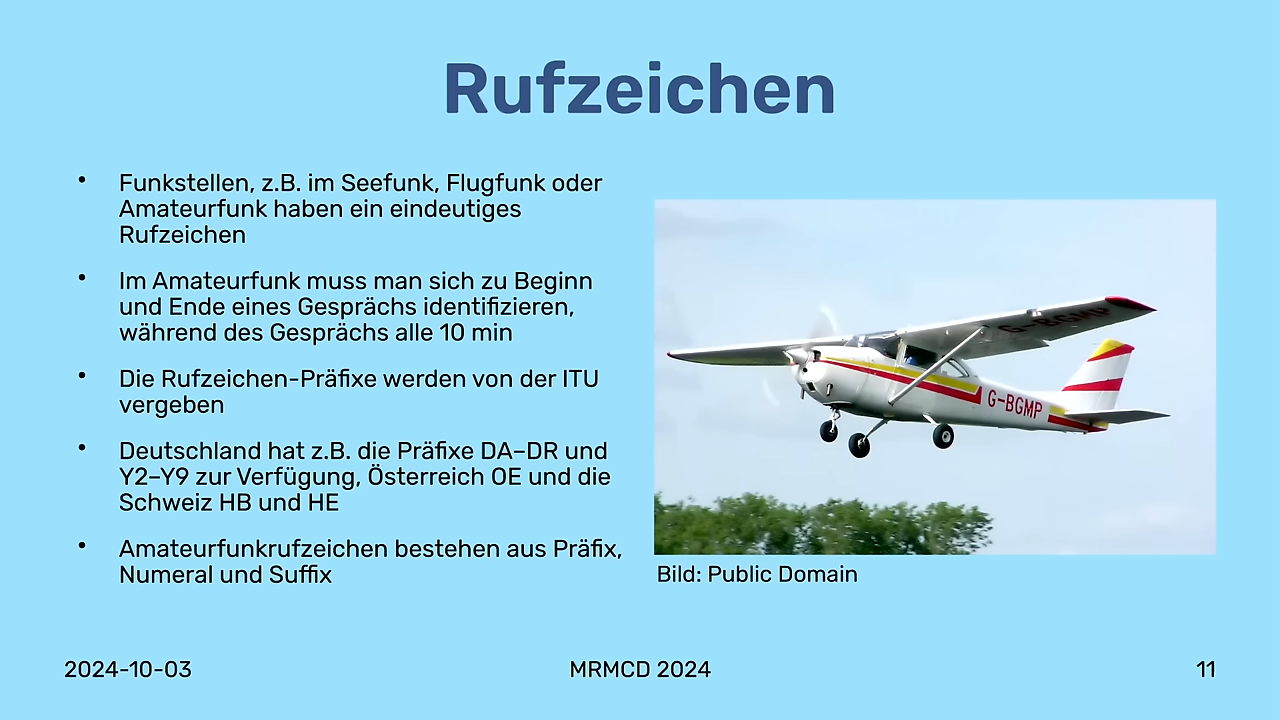 Rufzeichen
• Funkstellen, z.B. im Seefunk, Flugfunk oder
Amateurfunk haben ein eindeutiges
Rufzeichen
• Im Amateurfunk muss man sich zu Beginn
und Ende eines Gesprächs identifizieren,
während des Gesprächs alle 10 min
• Die Rufzeichen-Präfixe werden von der ITU
vergeben
• Deutschland hat z.B. die Präfixe DA–DR und
Y2–Y9 zur Verfügung, Österreich OE und die
Schweiz HB und HE
• Amateurfunkrufzeichen bestehen aus Präfix,
Numeral und Suffix
G-BGMP
G-BGMP
Bild: Public Domain
2024-10-03
MRMCD 2024
11